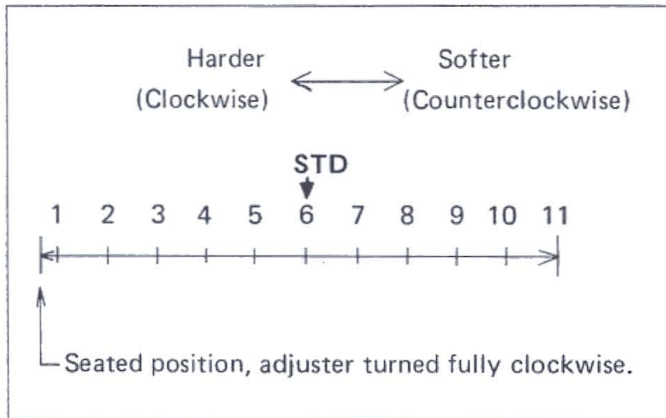 Harder Softer
(Clockwise) (Counterclockwise)
STD
1 2 3 4 5 6 7 8 9 10 11
Seated position, adjuster turned fully clockwise.